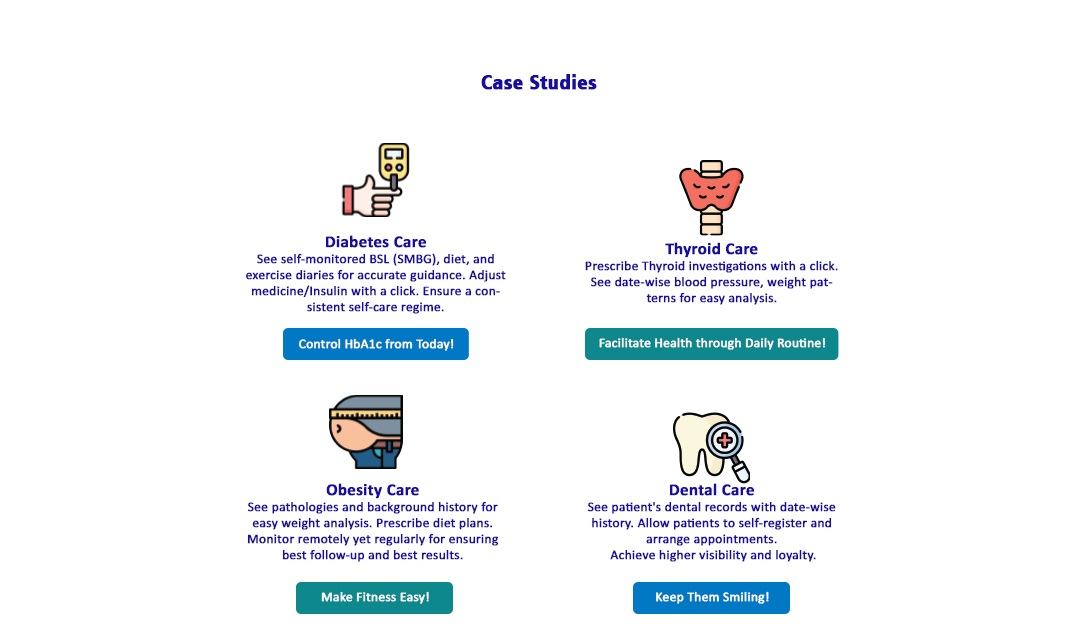 Case Studies
Diabetes Care
See self-monitored BSL (SMBG), diet, and
exercise diaries for accurate guidance. Adjust
medicine/Insulin with a click. Ensure a con-
sistent self-care regime.
Control HbA1c from Today!
Thyroid Care
Prescribe Thyroid investigations with a click.
See date-wise blood pressure, weight pat-
terns for easy analysis.
Facilitate Health through Daily Routine!
Obesity Care
See pathologies and background history for
easy weight analysis. Prescribe diet plans.
Monitor remotely yet regularly for ensuring
best follow-up and best results.
Make Fitness Easy!
Dental Care
See patient's dental records with date-wise
history. Allow patients to self-register and
arrange appointments.
Achieve higher visibility and loyalty.
Keep Them Smiling!